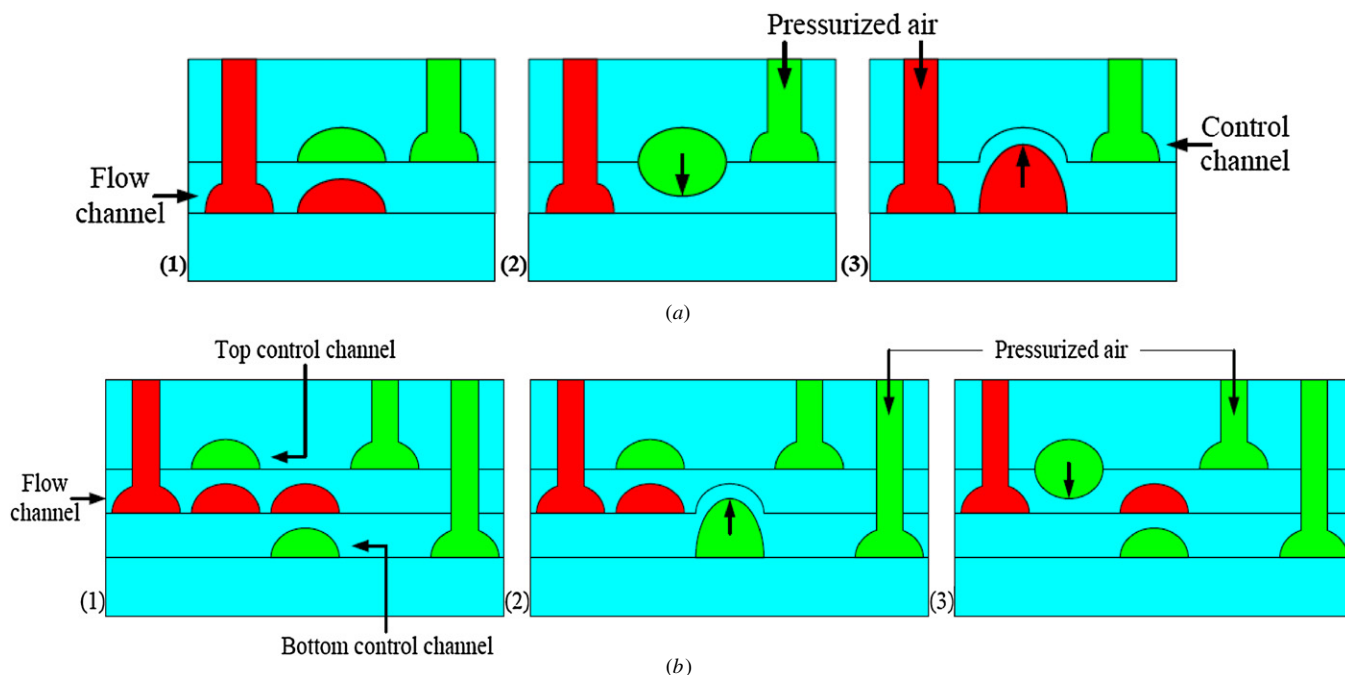 Pressurized air
Flow
channel
Control
channel
(1)
(2)
(3)
(a)
Top control channel
Pressurized air
Flow
channel
(1)
(2)
(3)
Bottom control channel
(b)